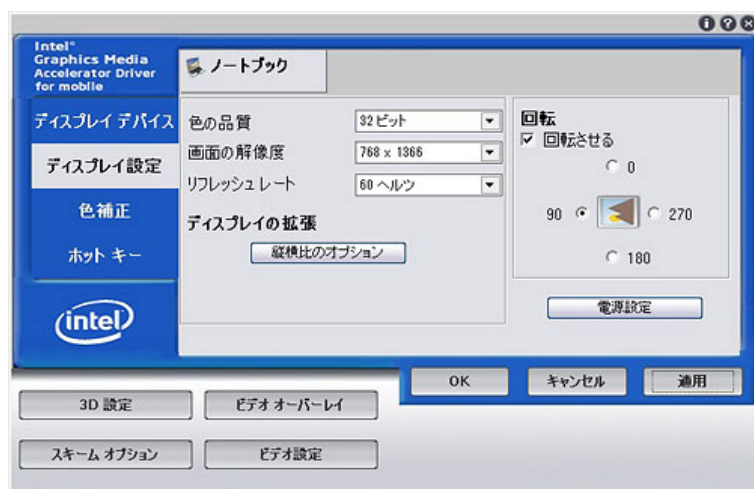 Intel®
Graphics Media
Accelerator Driver
for mobile
ノートブック
ディスプレイ デバイス
ディスプレイ設定
色補正
ホット キー
intel
色の品質
32 ビット
画面の解像度
768 x 1366
リフレッシュ レート
60 ヘルツ
ディスプレイの拡張
縦横比のオプション
回転
回転させる
0
90
270
180
電源設定
OK
キャンセル
適用
3D 設定
ビデオ オーバーレイ
スキーム オプション
ビデオ設定